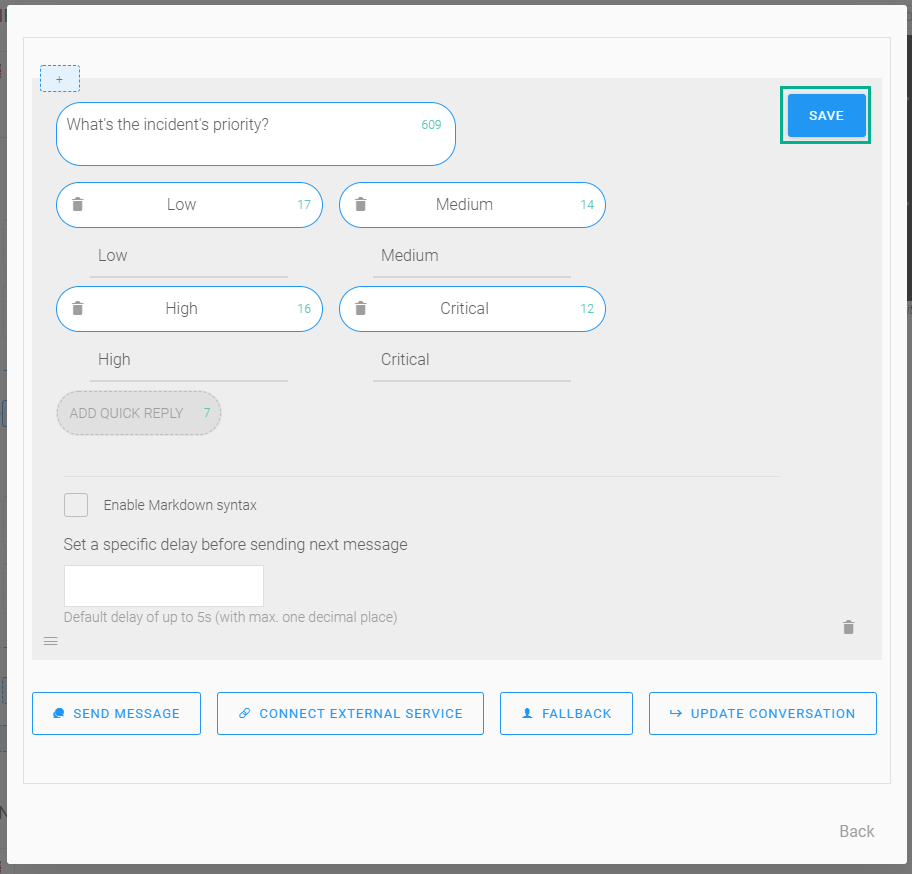 +
What's the incident's priority? 609
SAVE
Low 17 Medium 14
Low Medium
High 16 Critical 12
High Critical
ADD QUICK REPLY 7
Enable Markdown syntax
Set a specific delay before sending next message
Default delay of up to 5s (with max. one decimal place)
SEND MESSAGE CONNECT EXTERNAL SERVICE FALLBACK UPDATE CONVERSATION
Back